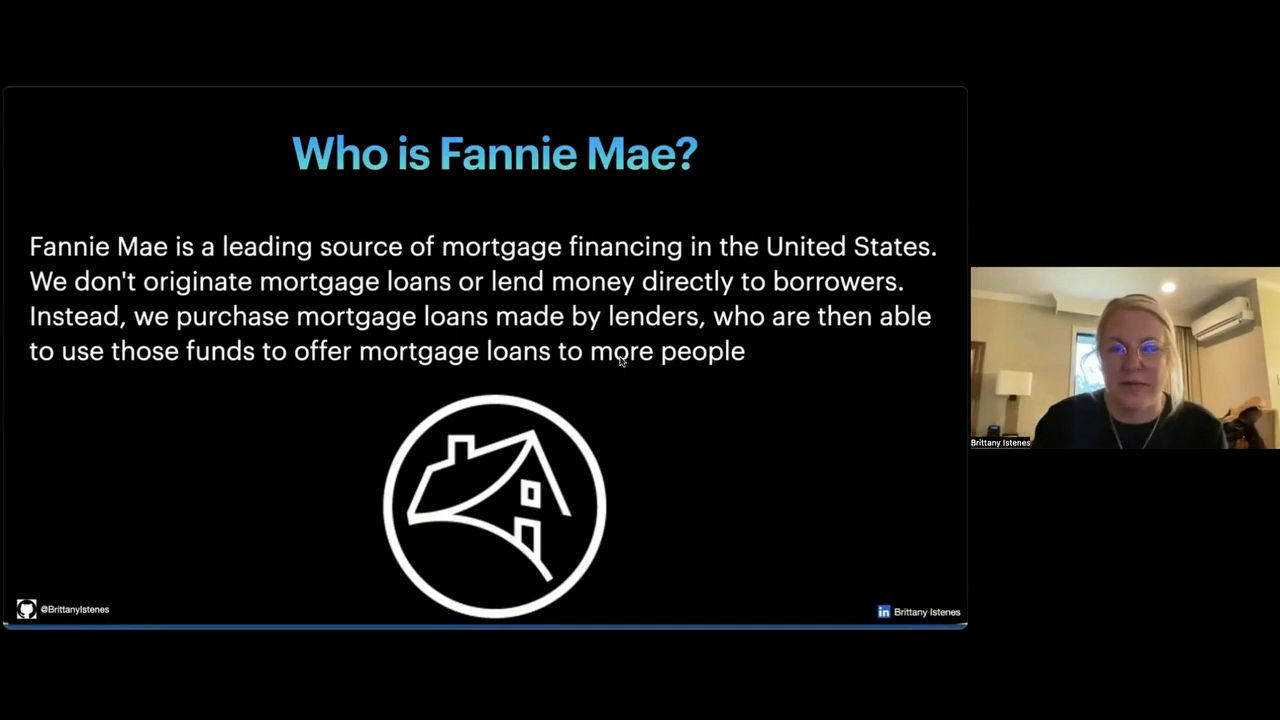 Who is Fannie Mae?
Fannie Mae is a leading source of mortgage financing in the United States.
We don't originate mortgage loans or lend money directly to borrowers.
Instead, we purchase mortgage loans made by lenders, who are then able
to use those funds to offer mortgage loans to more people
@BrittanyIstenes
in Brittany Istenes
Brittany Istenes